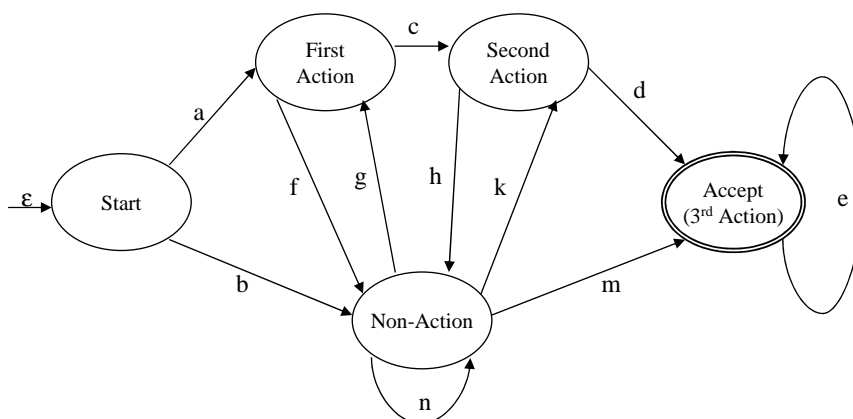 First
Action
c
Second
Action
a
d
ε
Start
f
g
h
k
Accept
(3rd Action)
e
b
m
Non-Action
n